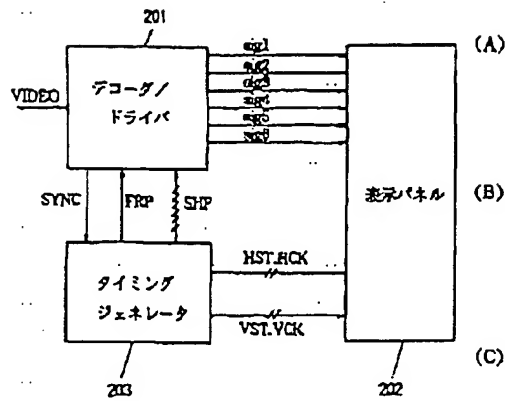 201
(A)
VIDEO
デコーダ/
ドライバ
SYNC
FRP
SHP
表示パネル
(B)
HST.HCK
タイミング
ジェネレータ
VST.VCK
(C)
203
202